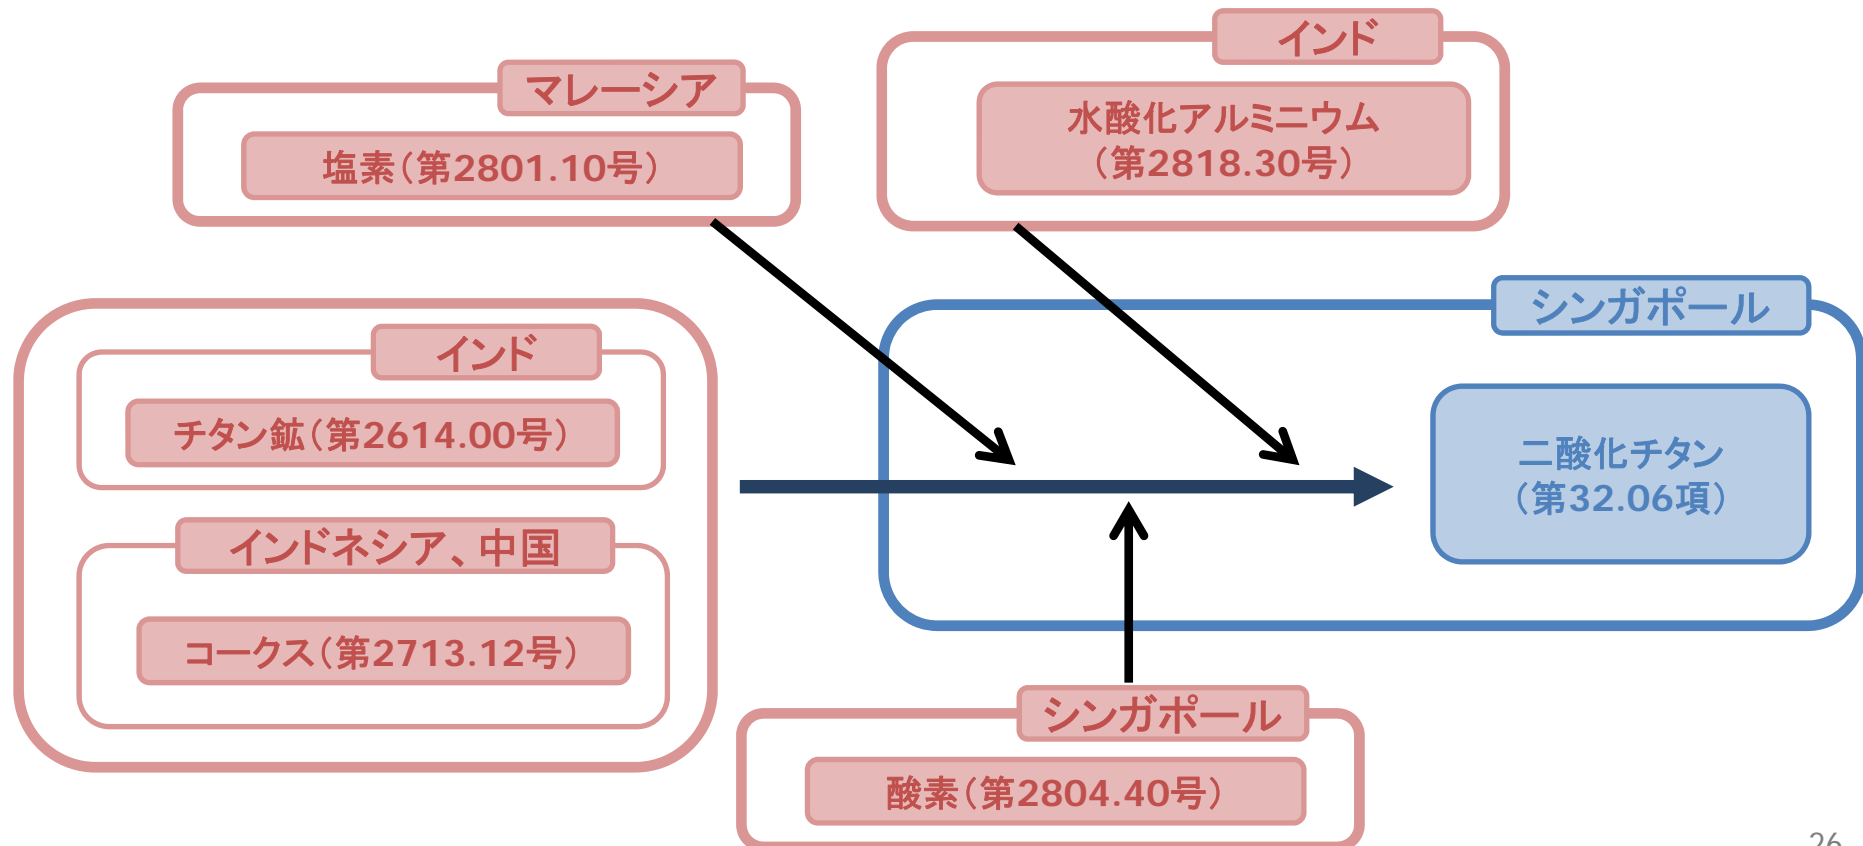 マレーシア
塩素(第2801.10号)
インド
水酸化アルミニウム
(第2818.30号)
インド
チタン鉱(第2614.00号)
インドネシア、中国
コークス(第2713.12号)
シンガポール
二酸化チタン
(第32.06項)
シンガポール
酸素(第2804.40号)
26